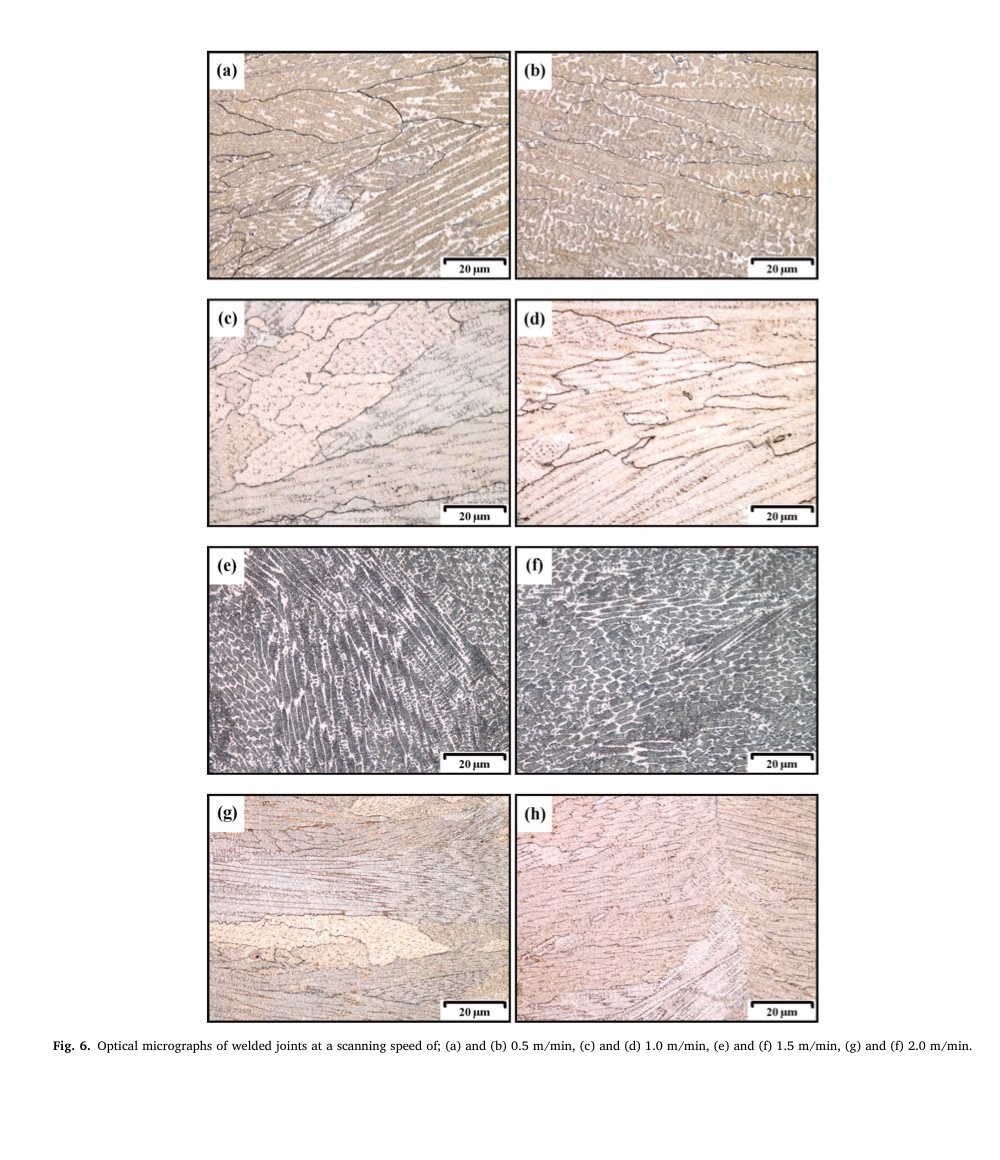 (a)
(b)
20 μm
20 μm
(c)
(d)
20 μm
20 μm
(e)
(f)
20 μm
20 μm
(g)
(h)
20 μm
20 μm
Fig. 6. Optical micrographs of welded joints at a scanning speed of; (a) and (b) 0.5 m/min, (c) and (d) 1.0 m/min, (e) and (f) 1.5 m/min, (g) and (f) 2.0 m/min.